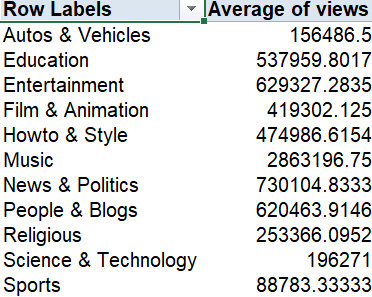 Row Labels Average of views
Autos & Vehicles 156486.5
Education 537959.8017
Entertainment 629327.2835
Film & Animation 419302.125
Howto & Style 474986.6154
Music 2863196.75
News & Politics 730104.8333
People & Blogs 620463.9146
Religious 253366.0952
Science & Technology 196271
Sports 88783.33333